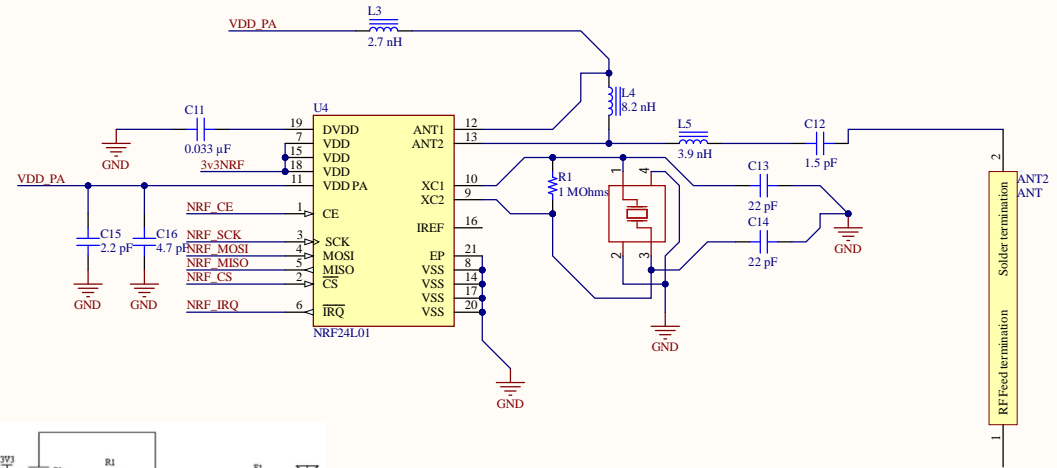 L3
VDD_PA
2.7 nH
L4
8.2 nH
C11
0.033 µF
GND
U4
19 DVDD
7 VDD
15 VDD
18 VDD
11 VDD PA
3v3NRF
VDD_PA
ANT1 12
ANT2 13
L5
3.9 nH
C12
1.5 pF
XC1 10
XC2 9
R1
1 MOhms
1
4
2
3
C13
22 pF
C14
22 pF
GND
2
ANT2
ANT
Solder termination
RF Feed termination
1
NRF_CE 1 CE
IREF 16
C15
2.2 pF
C16
4.7 pF
NRF_SCK 3 SCK
NRF_MOSI 4 MOSI
NRF_MISO 5 MISO
NRF_CS 2 CS
NRF_IRQ 6 IRQ
EP 21
VSS 8
VSS 14
VSS 17
VSS 20
GND
GND
NRF24L01
GND
GND
3V3
R1